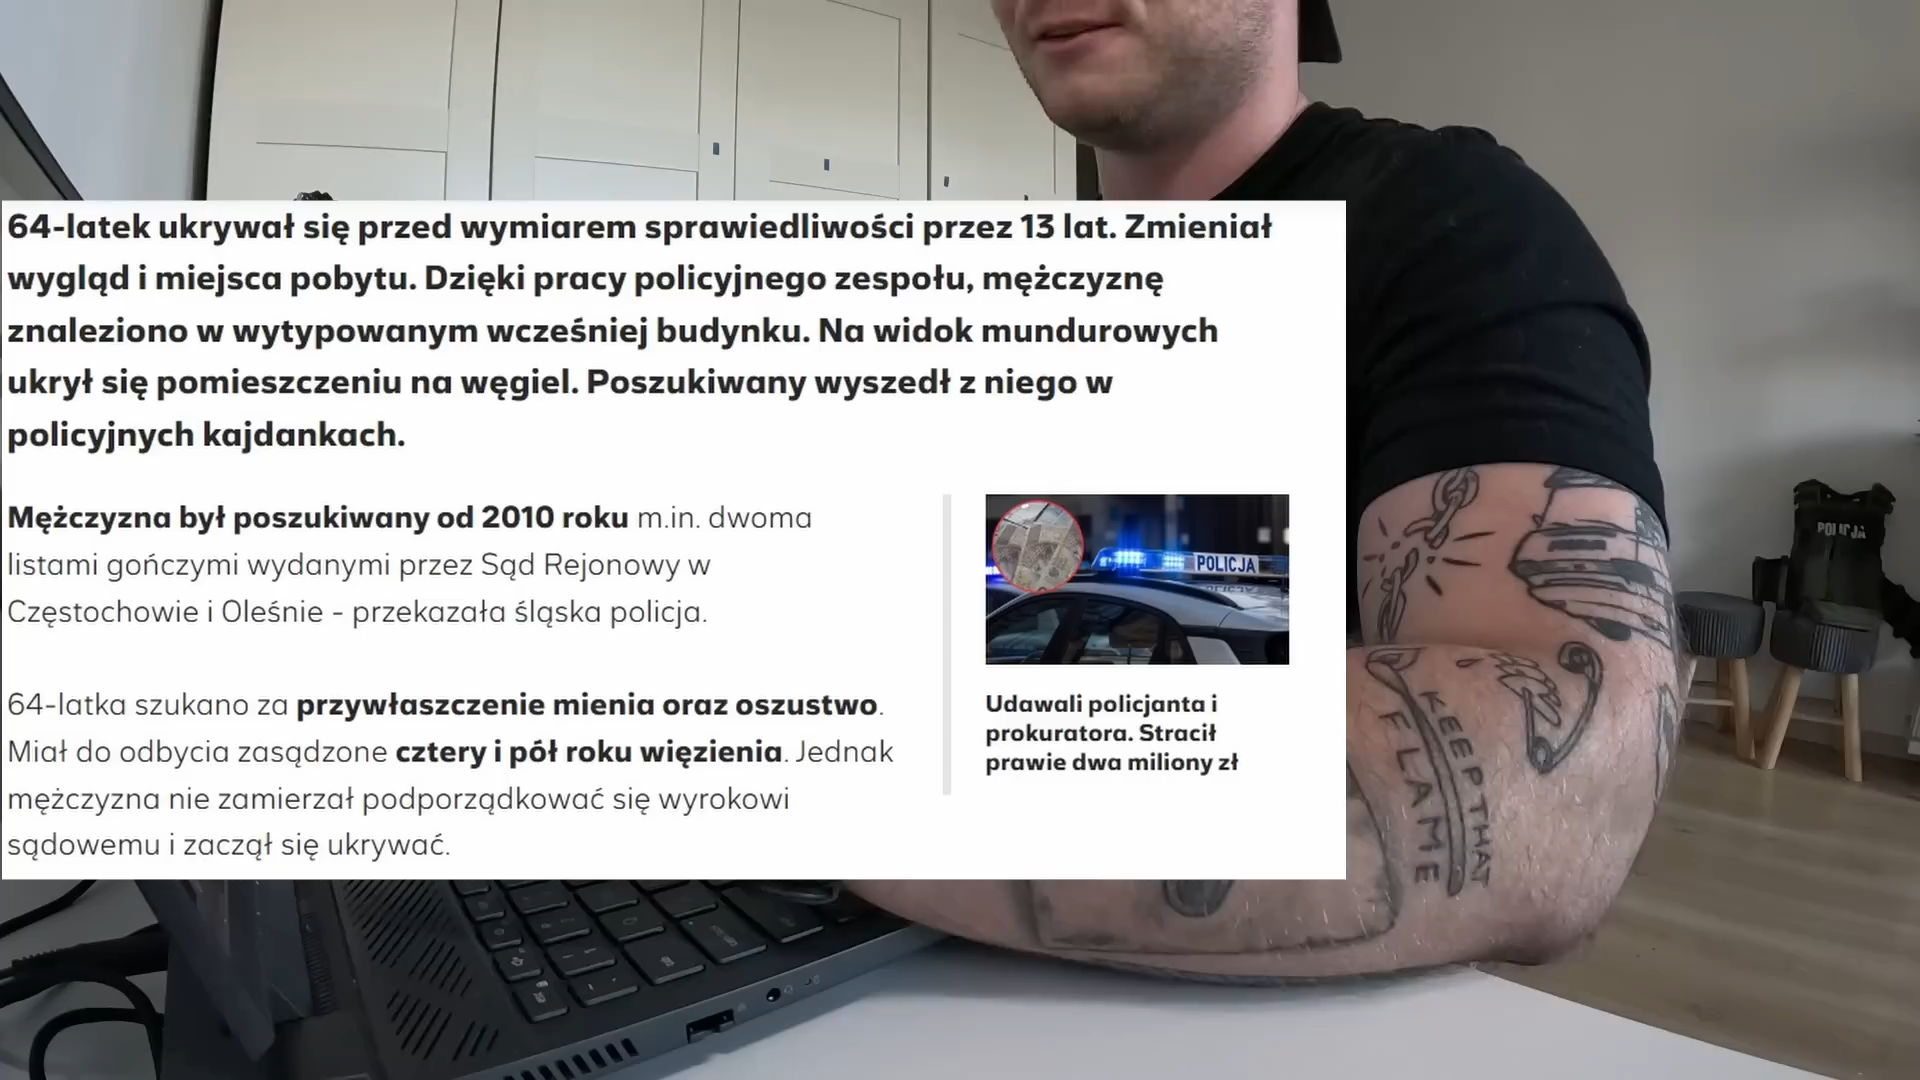 64-latek ukrywał się przed wymiarem sprawiedliwości przez 13 lat. Zmieniał
wygląd i miejsca pobytu. Dzięki pracy policyjnego zespołu, mężczyznę
znaleziono w wytypowanym wcześniej budynku. Na widok mundurowych
ukrył się pomieszczeniu na węgiel. Poszukiwany wyszedł z niego w
policyjnych kajdankach.
Mężczyzna był poszukiwany od 2010 roku m.in. dwoma
listami gończymi wydanymi przez Sąd Rejonowy w
Częstochowie i Oleśnie - przekazała śląska policja.
64-latka szukano za przywłaszczenie mienia oraz oszustwo.
Miał do odbycia zasądzone cztery i pół roku więzienia. Jednak
mężczyzna nie zamierzał podporządkować się wyrokowi
sądowemu i zaczął się ukrywać.
POLICJA
Udawali policjanta i
prokuratora. Stracił
prawie dwa miliony zł
KEEP THAT
FLAME
POLICJA